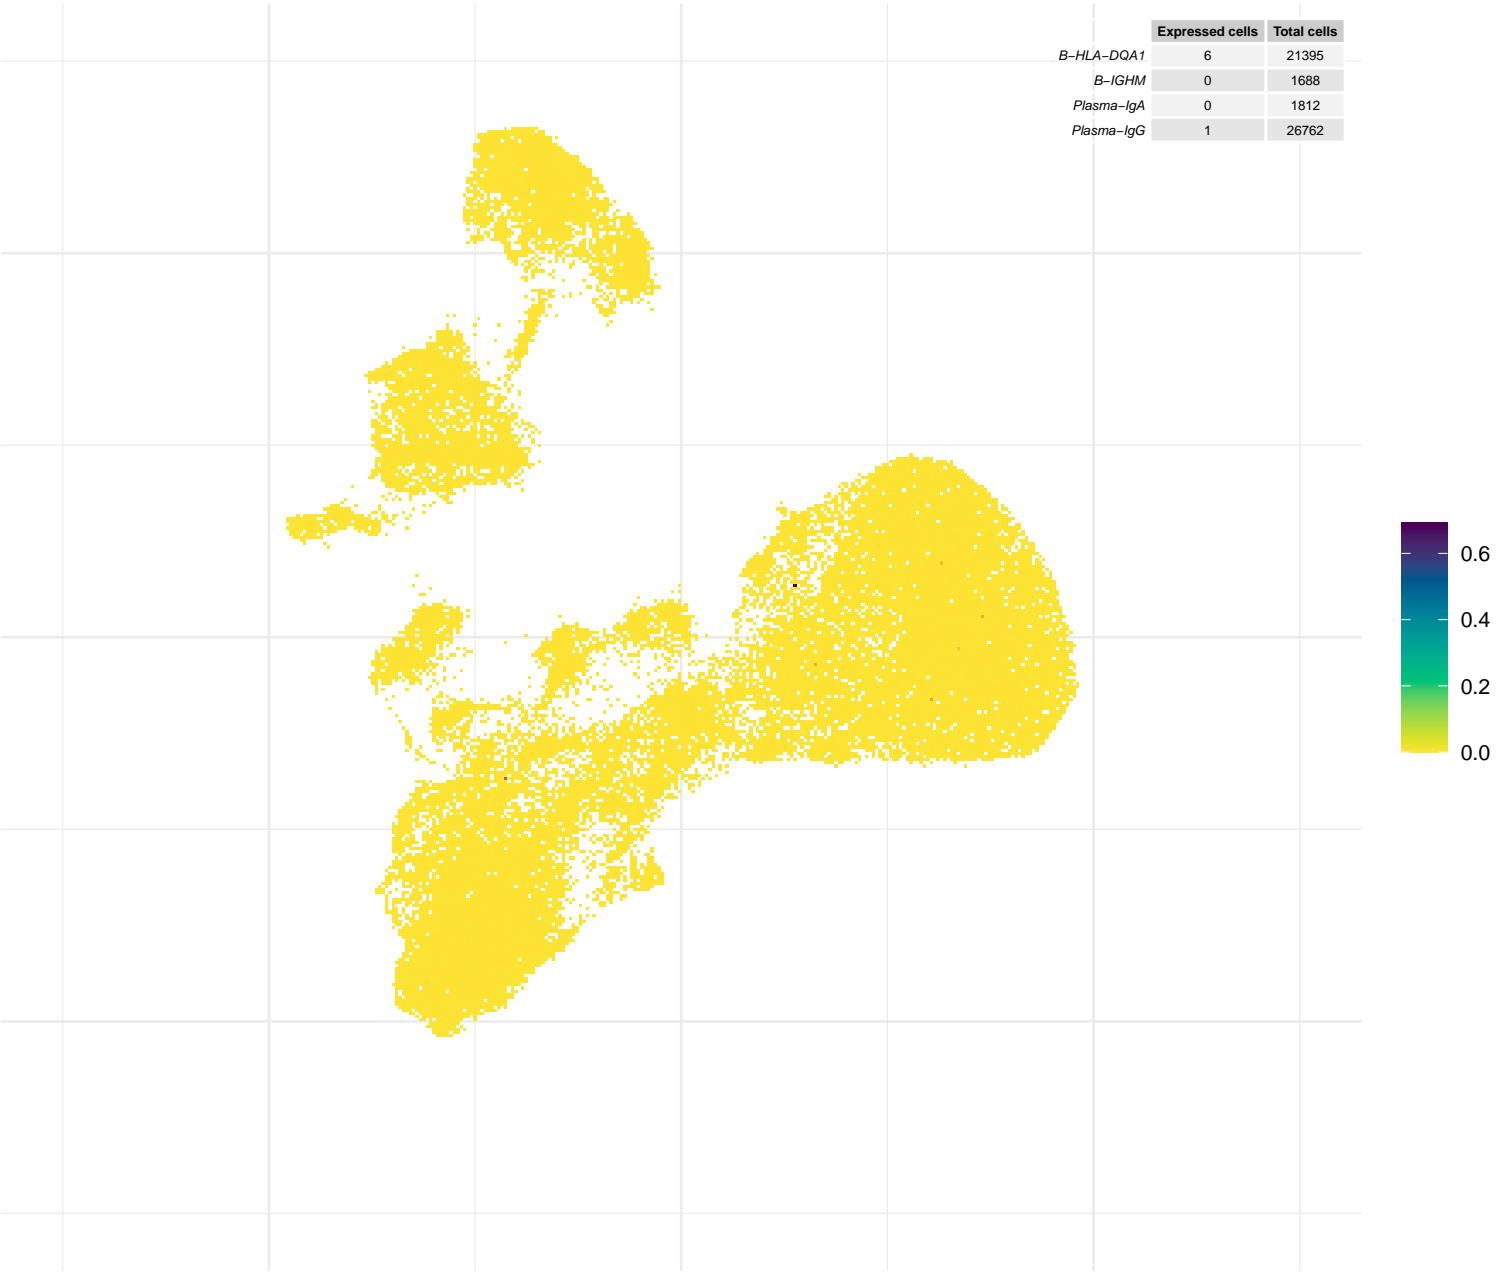 Expressed cells Total cells
B−HLA−DQA1 6 21395
B−IGHM 0 1688
Plasma−IgA 0 1812
Plasma−IgG 1 26762
0.6
0.4
0.2
0.0